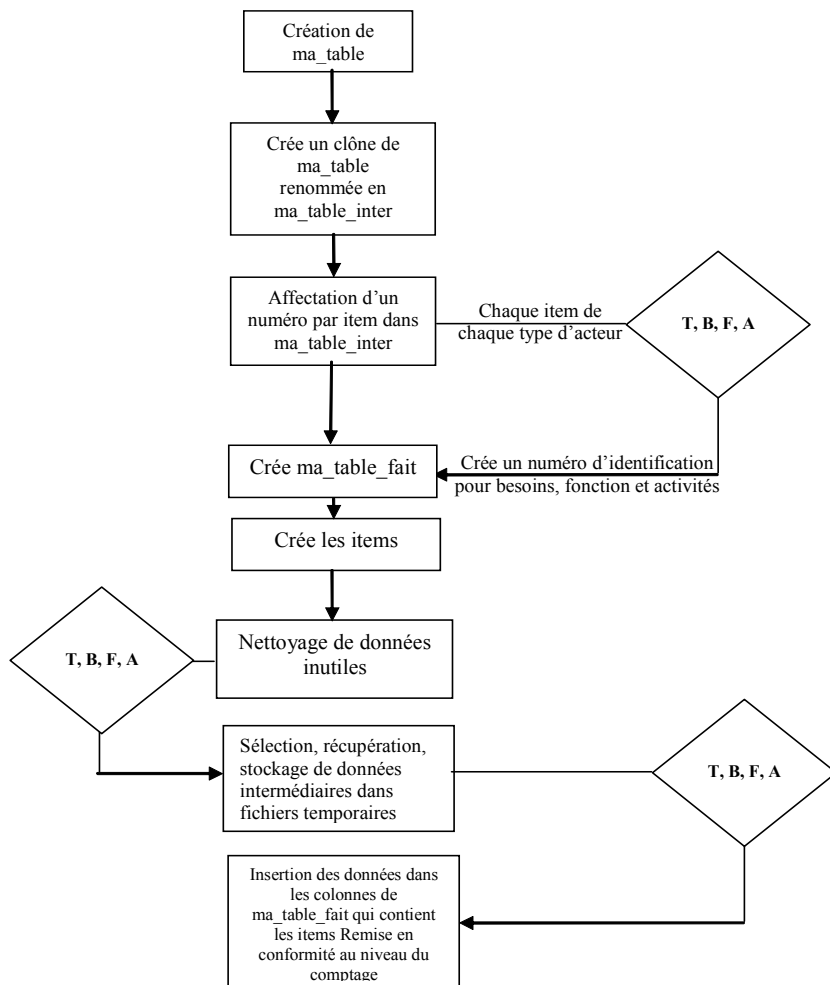 Création de
ma_table
Crée un clône de
ma_table
renommée en
ma_table_inter
Affectation d'un
numéro par item dans
ma_table_inter
Chaque item de
chaque type d'acteur
T, B, F, A
Crée ma_table_fait
Crée un numéro d'identification
pour besoins, fonction et activités
Crée les items
Nettoyage de données
inutiles
T, B, F, A
Sélection, récupération,
stockage de données
intermédiaires dans
fichiers temporaires
T, B, F, A
Insertion des données dans
les colonnes de
ma_table_fait qui contient
les items Remise en
conformité au niveau du
comptage